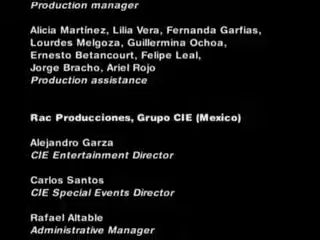 Production manager
Alicia Martínez, Lilia Vera, Fernanda Garfias,
Lourdes Melgoza, Guillermina Ochoa,
Ernesto Betancourt, Felipe Leal,
Jorge Bracho, Ariel Rojo
Production assistance
Rac Producciones, Grupo CIE (Mexico)
Alejandro Garza
CIE Entertainment Director
Carlos Santos
CIE Special Events Director
Rafael Altable
Administrative Manager